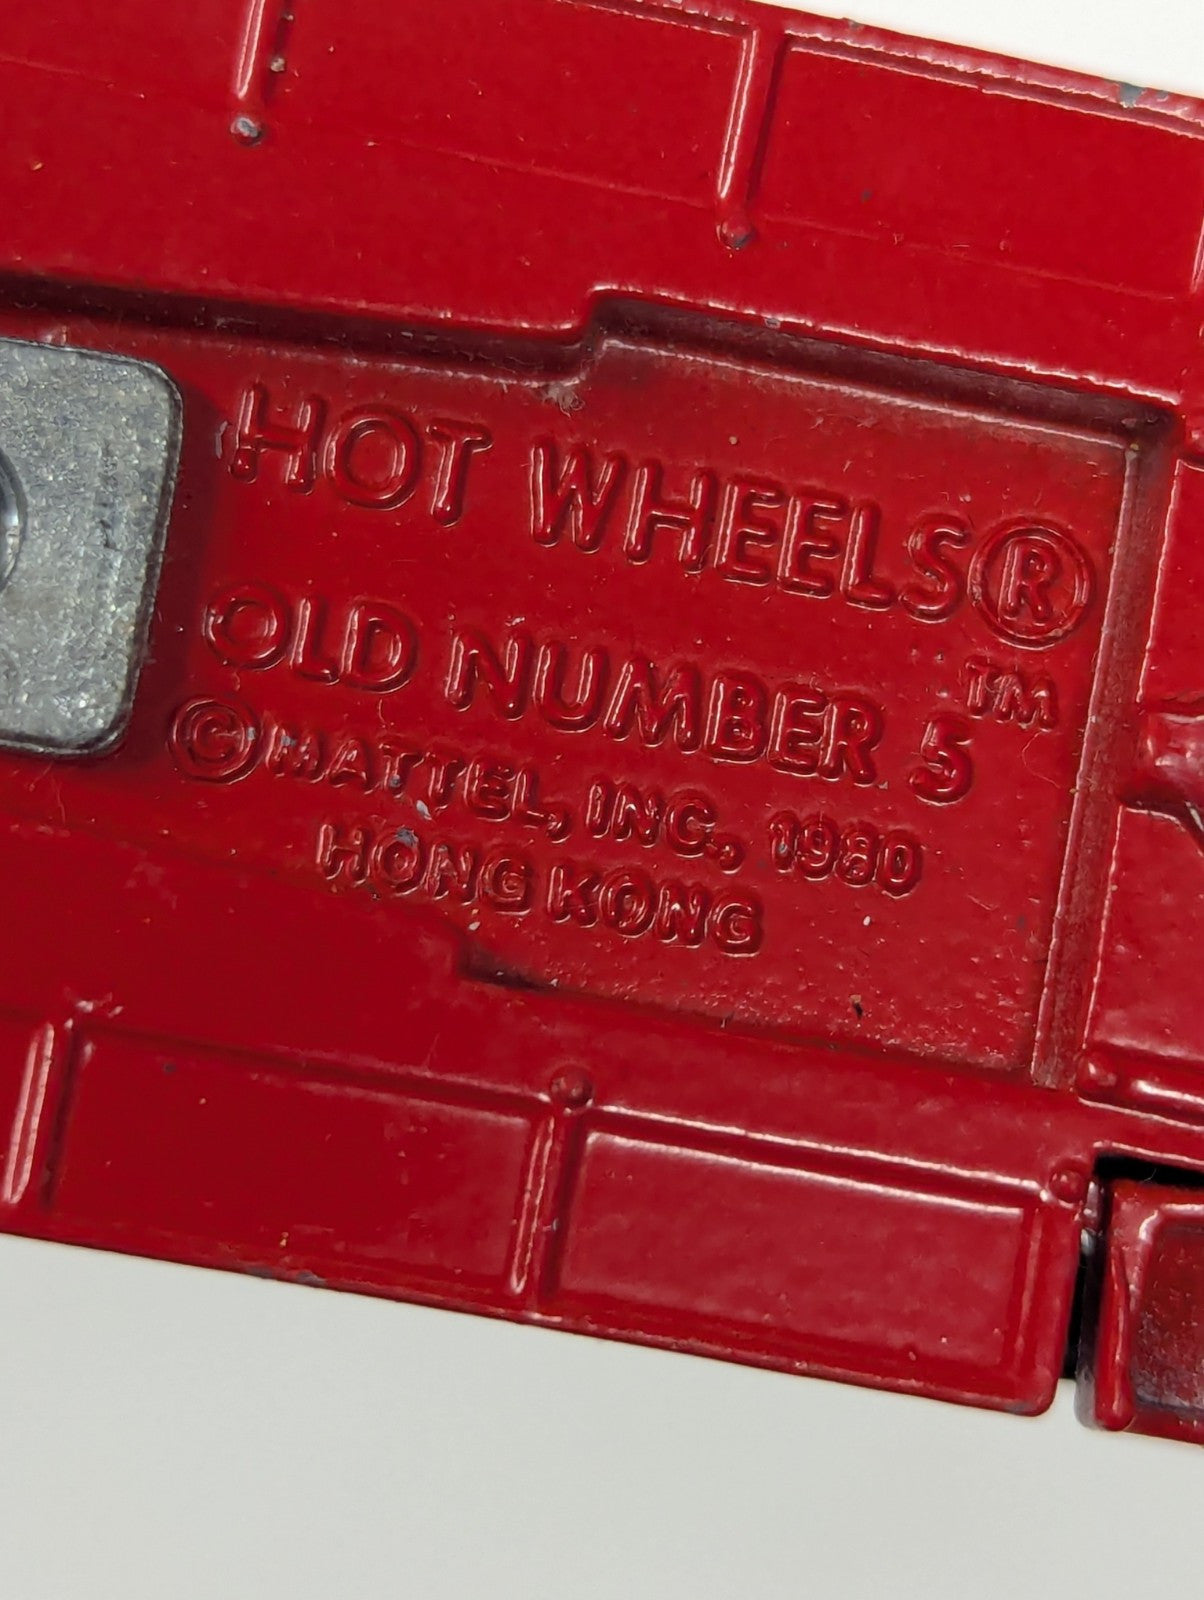 HOT WHEELS®
OLD NUMBER 5™
©MATTEL, INC., 1980
HONG KONG